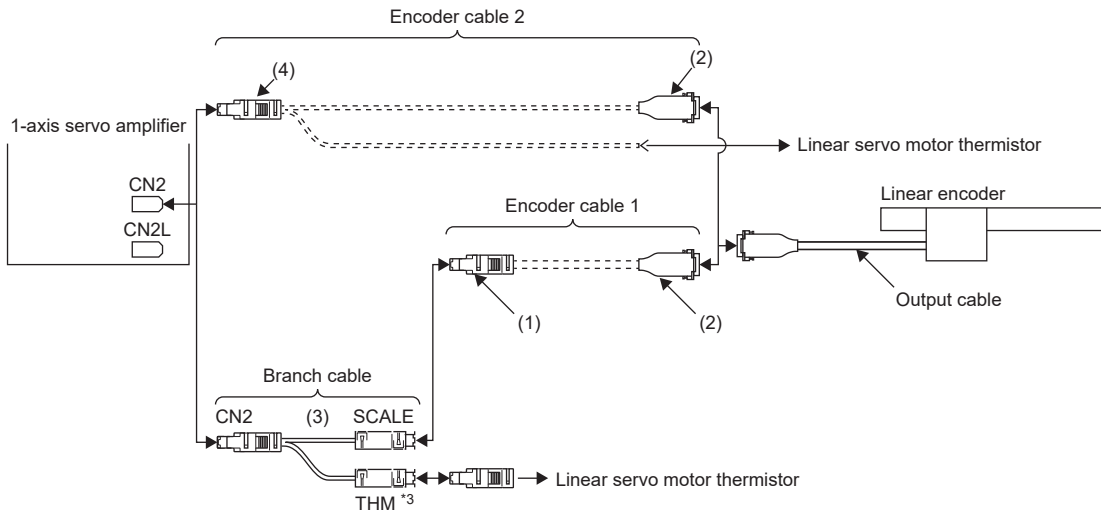 Encoder cable 2
(4)
(2)
1-axis servo amplifier
Linear servo motor thermistor
CN2
Linear encoder
Encoder cable 1
CN2L
Output cable
(1)
(2)
Branch cable
CN2
(3)
SCALE
Linear servo motor thermistor
THM *3